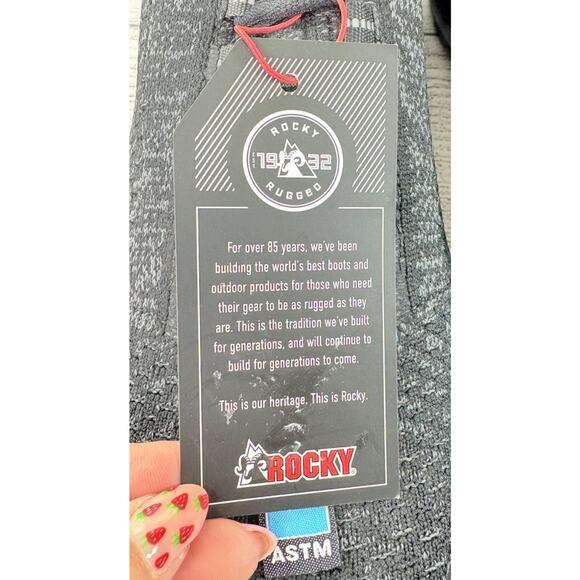 ROCKY
19 32
RUGGED
For over 85 years, we've been
building the world's best boots and
outdoor products for those who need
their gear to be as rugged as they
are. This is the tradition we've built
for generations, and will continue to
build for generations to come.
This is our heritage. This is Rocky.
ROCKY®
ASTM